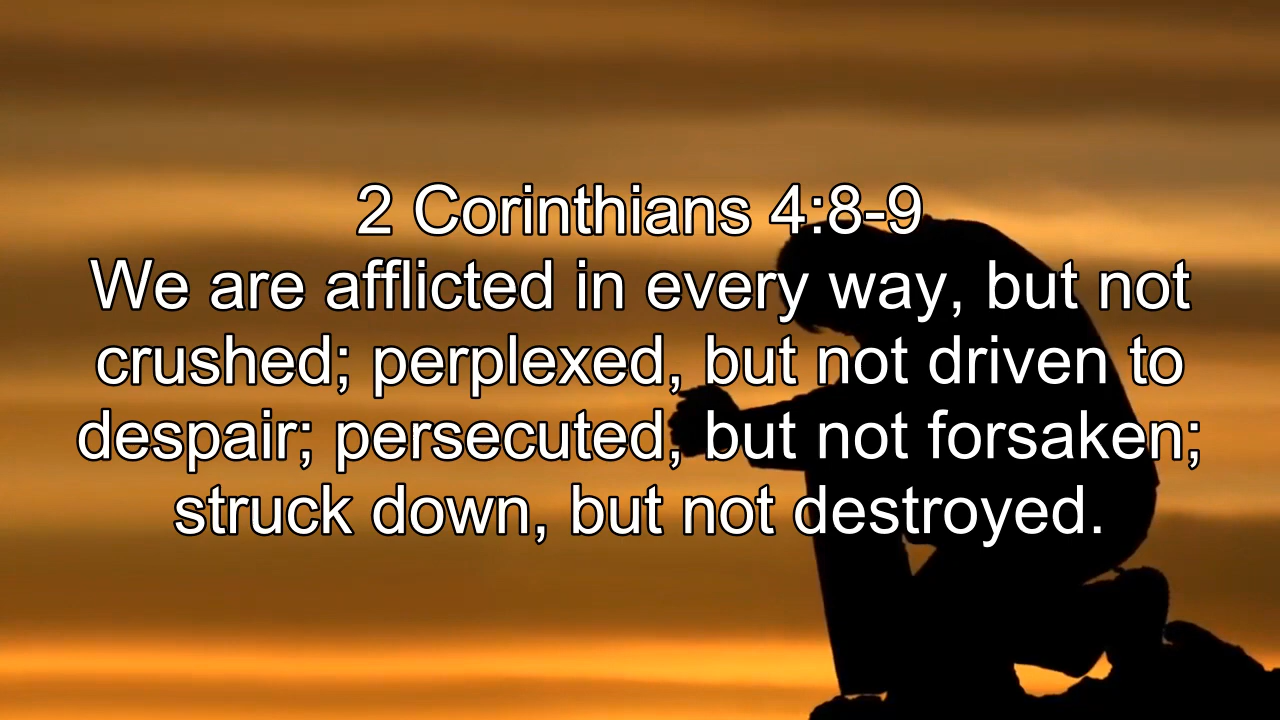 2 Corinthians 4:8-9
We are afflicted in every way, but not
crushed; perplexed, but not driven to
despair; persecuted, but not forsaken;
struck down, but not destroyed.